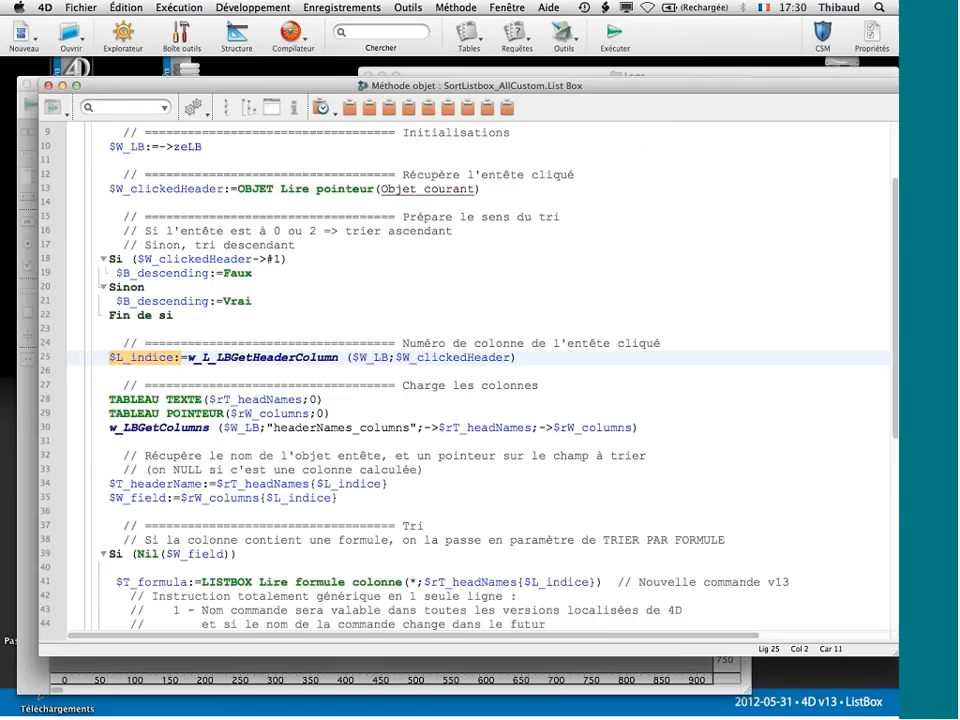 4D Fichier Édition Exécution Développement Enregistrements Outils Méthode Fenêtre Aide (Rechargée) 17:30 Thibaud
Nouveau Ouvrir Explorateur Boîte outils Structure Compilateur Chercher Tables Requêtes Outils Exécuter CSM Propriétés
Méthode objet : SortListbox_AllCustom.List Box
9 // =================================== Initialisations
10 $W_LB:=->zeLB
11
12 // =================================== Récupère l'entête cliqué
13 $W_clickedHeader:=OBJET Lire pointeur(Objet courant)
14
15 // =================================== Prépare le sens du tri
16 // Si l'entête est à 0 ou 2 => trier ascendant
17 // Sinon, tri descendant
18 Si ($W_clickedHeader->#1)
19 $B_descending:=Faux
20 Sinon
21 $B_descending:=Vrai
22 Fin de si
23
24 // =================================== Numéro de colonne de l'entête cliqué
25 $L_indice:=w_L_LBGetHeaderColumn ($W_LB;$W_clickedHeader)
26
27 // =================================== Charge les colonnes
28 TABLEAU TEXTE($rT_headNames;0)
29 TABLEAU POINTEUR($rW_columns;0)
30 w_LBGetColumns ($W_LB;"headerNames_columns";->$rT_headNames;->$rW_columns)
31
32 // Récupère le nom de l'objet entête, et un pointeur sur le champ à trier
33 // (on NULL si c'est une colonne calculée)
34 $T_headerName:=$rT_headNames{$L_indice}
35 $W_field:=$rW_columns{$L_indice}
36
37 // =================================== Tri
38 // Si la colonne contient une formule, on la passe en paramètre de TRIER PAR FORMULE
39 Si (Nil($W_field))
40
41 $T_formula:=LISTBOX Lire formule colonne(*;$rT_headNames{$L_indice}) // Nouvelle commande v13
42 // Instruction totalement générique en 1 seule ligne :
43 // 1 - Nom commande sera valable dans toutes les versions localisées de 4D
44 // et si le nom de la commande change dans le futur
Lig 25 Col 2 Car 11
750
0 50 100 150 200 250 300 350 400 450 500 550 600 650 700 750 800 850 900
Téléchargements
2012-05-31 • 4D v13 • ListBox